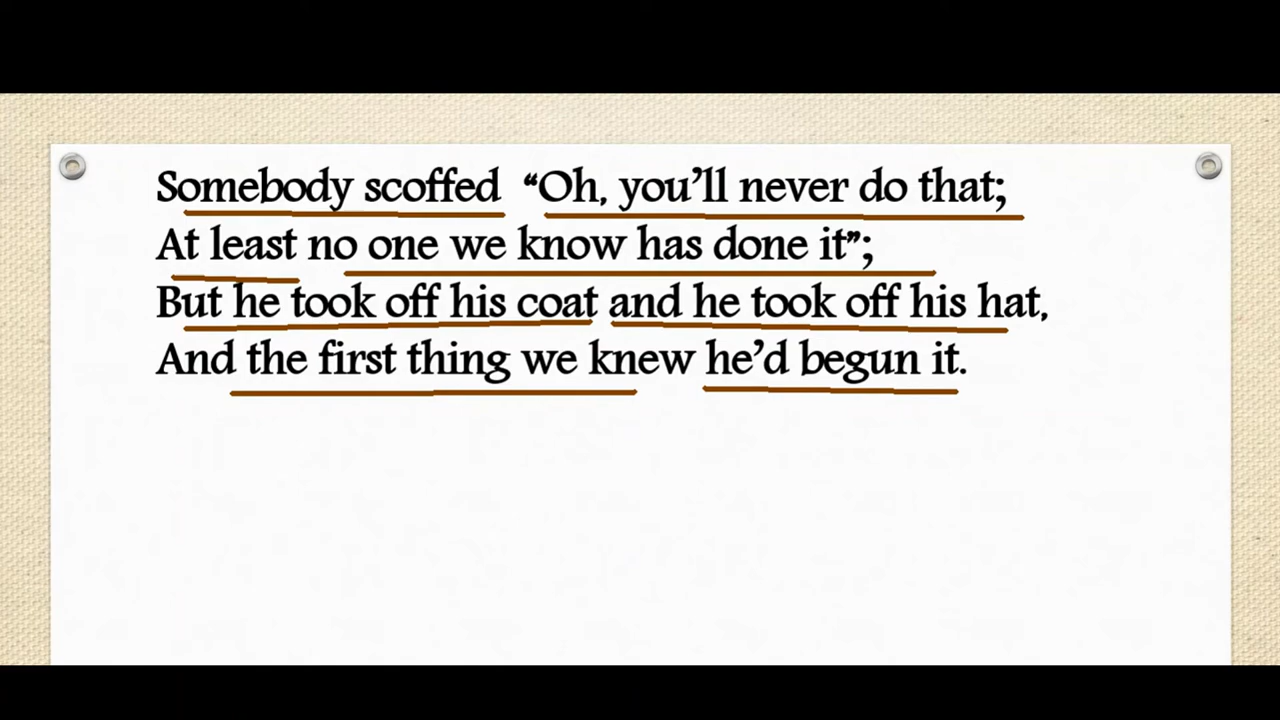 Somebody scoffed “Oh, you’ll never do that;
At least no one we know has done it”;
But he took off his coat and he took off his hat,
And the first thing we knew he’d begun it.